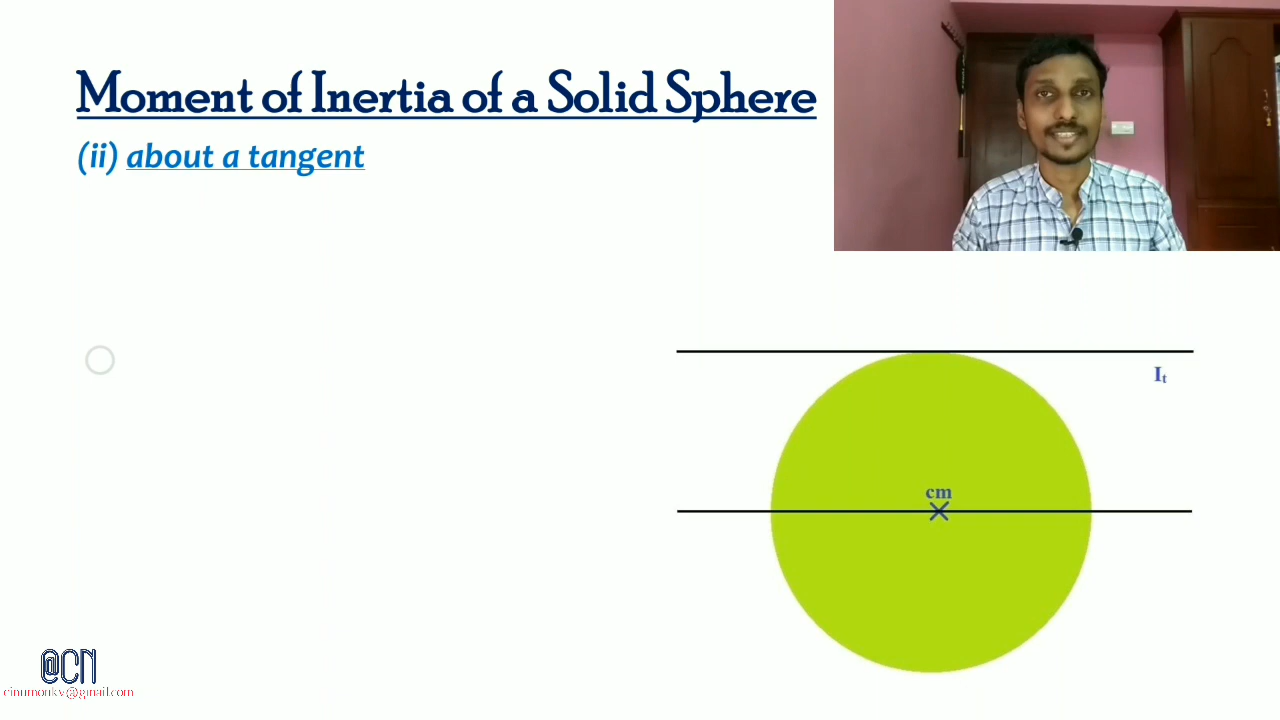 Moment of Inertia of a Solid Sphere
(ii) about a tangent
It
cm
@CN
cinumonkv@gmail.com